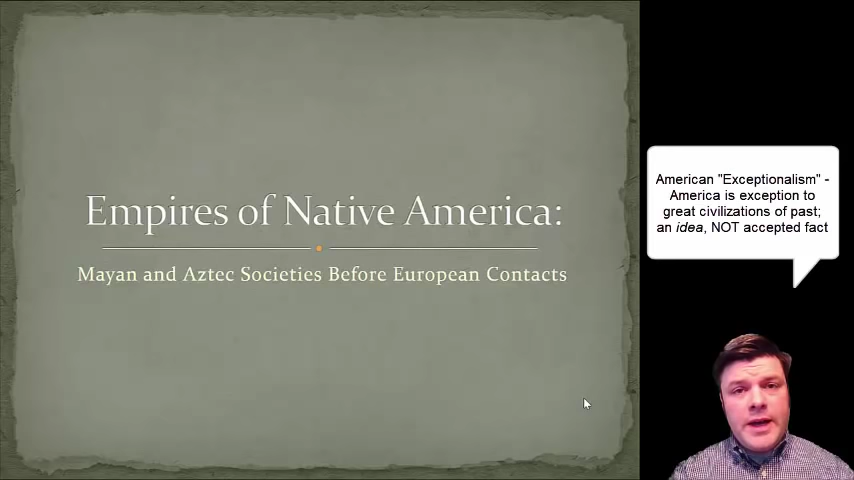 Empires of Native America:
Mayan and Aztec Societies Before European Contacts
American "Exceptionalism" -
America is exception to
great civilizations of past;
an idea, NOT accepted fact